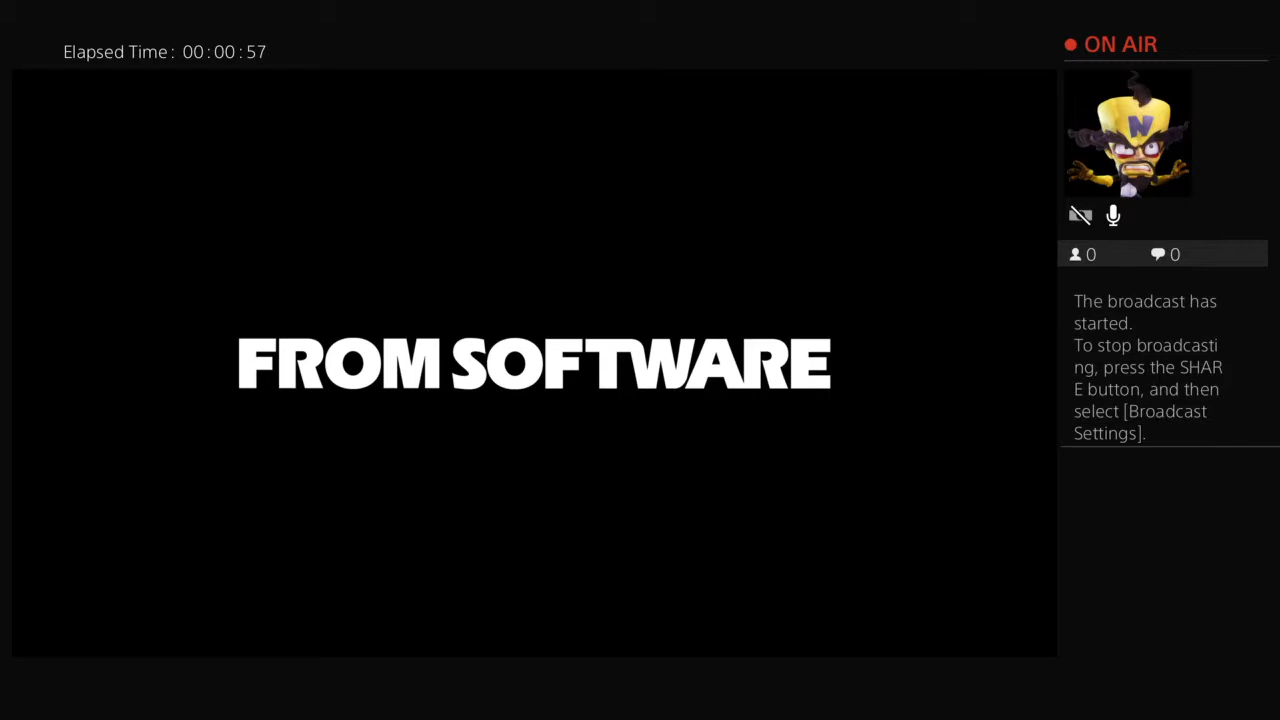 Elapsed Time: 00:00:57
ON AIR
N
0 0
The broadcast has
started.
To stop broadcasti
ng, press the SHAR
E button, and then
select [Broadcast
Settings].
FROM SOFTWARE